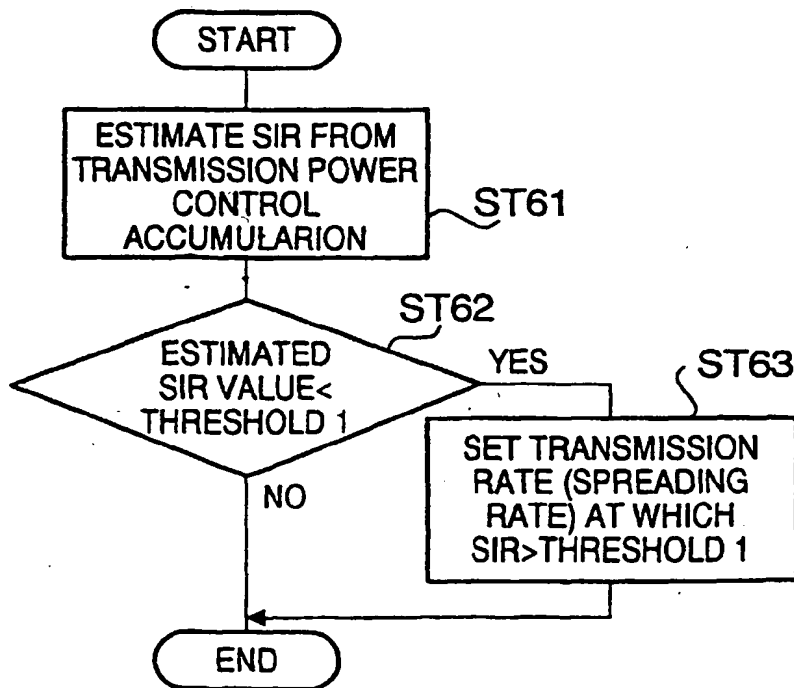 START
ESTIMATE SIR FROM
TRANSMISSION POWER
CONTROL
ACCUMULARION
ST61
ST62
ESTIMATED
SIR VALUE<
THRESHOLD 1
YES
ST63
SET TRANSMISSION
RATE (SPREADING
RATE) AT WHICH
SIR>THRESHOLD 1
NO
END